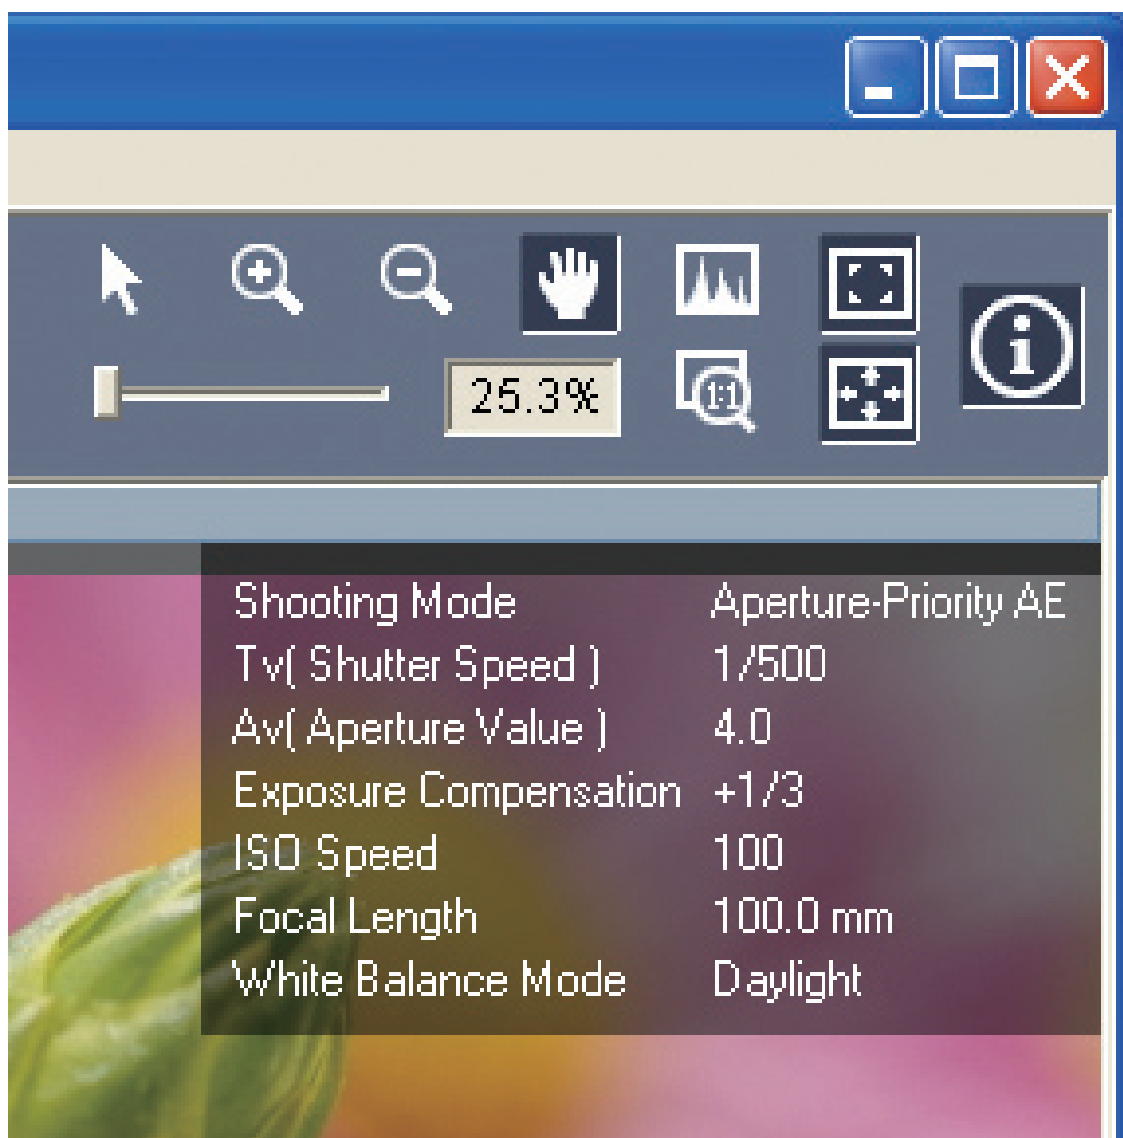 1:1
25.3%
Shooting Mode Aperture-Priority AE
Tv( Shutter Speed ) 1/500
Av( Aperture Value ) 4.0
Exposure Compensation +1/3
ISO Speed 100
Focal Length 100.0 mm
White Balance Mode Daylight